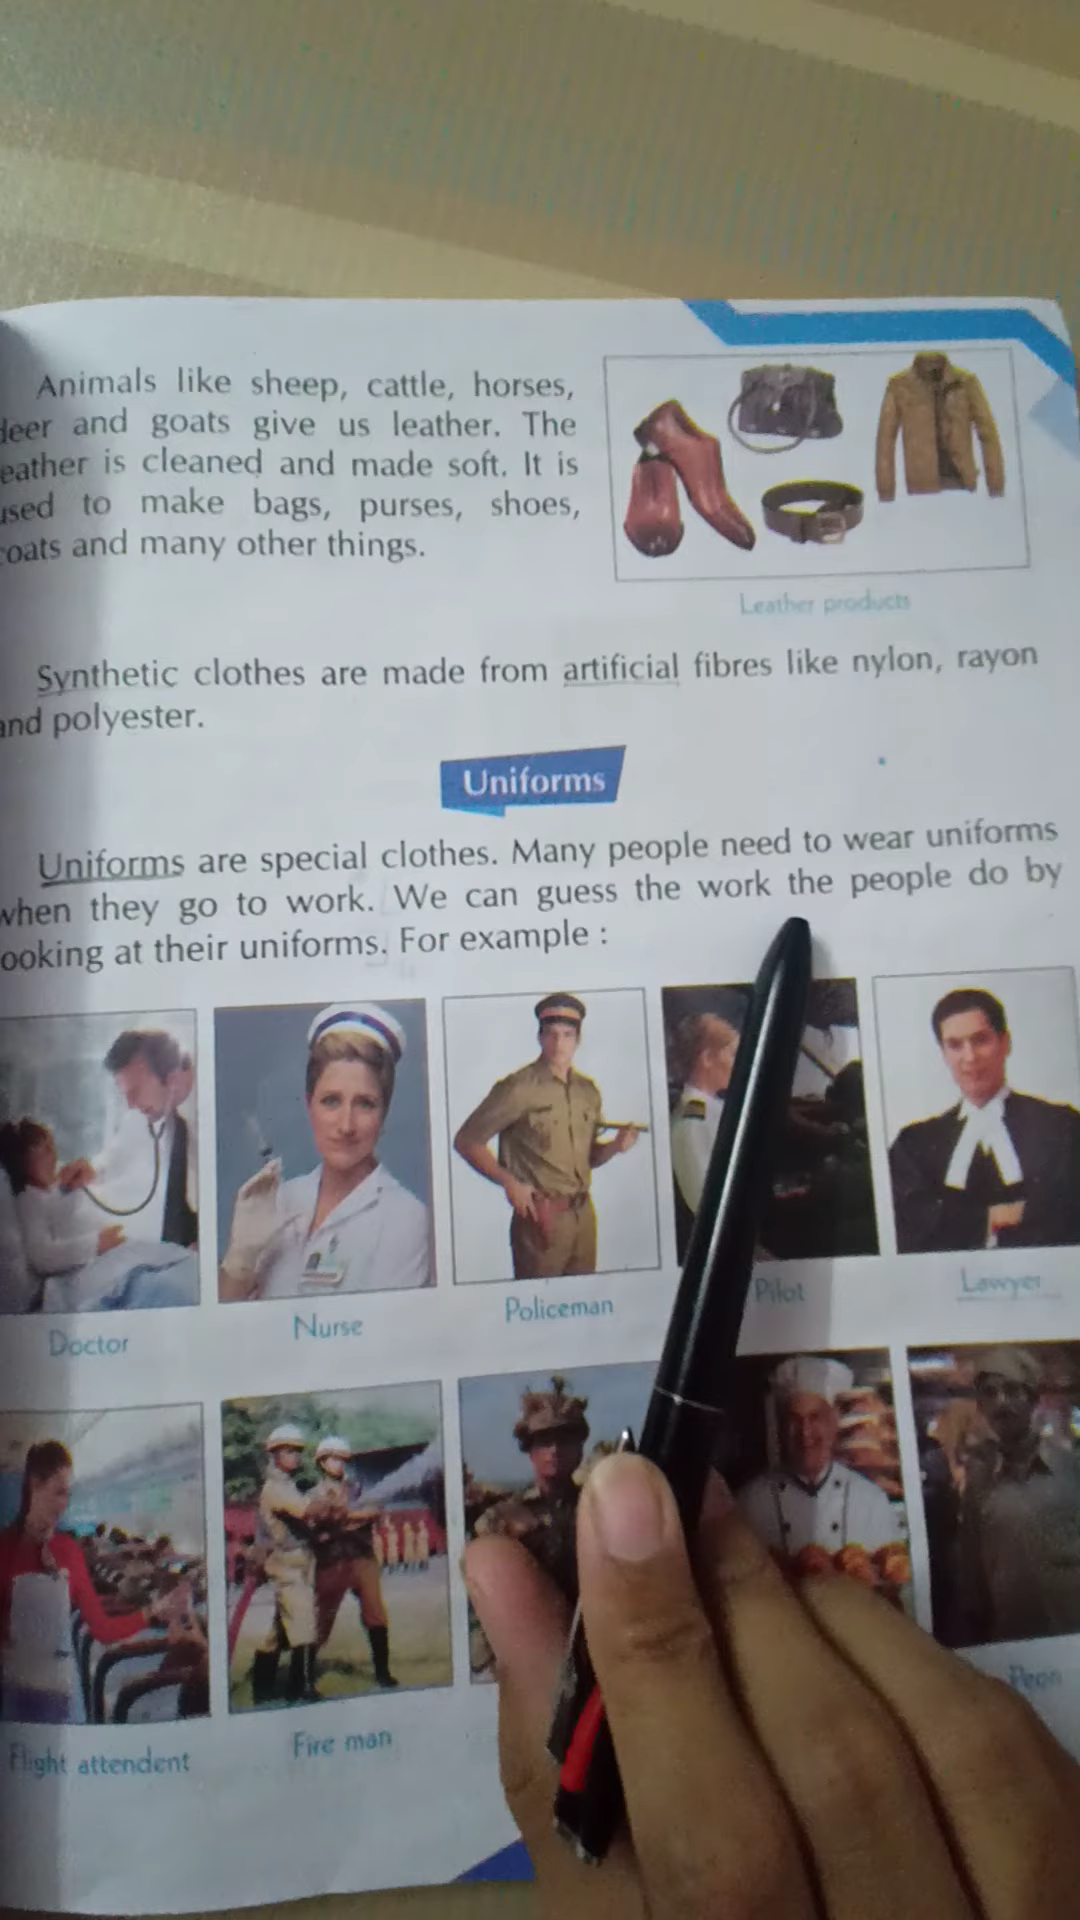 Animals like sheep, cattle, horses,
deer and goats give us leather. The
leather is cleaned and made soft. It is
used to make bags, purses, shoes,
coats and many other things.
Leather products
Synthetic clothes are made from artificial fibres like nylon, rayon
and polyester.
Uniforms
Uniforms are special clothes. Many people need to wear uniforms
when they go to work. We can guess the work the people do by
looking at their uniforms. For example :
Doctor Nurse Policeman Pilot Lawyer
Flight attendent Fire man Peon